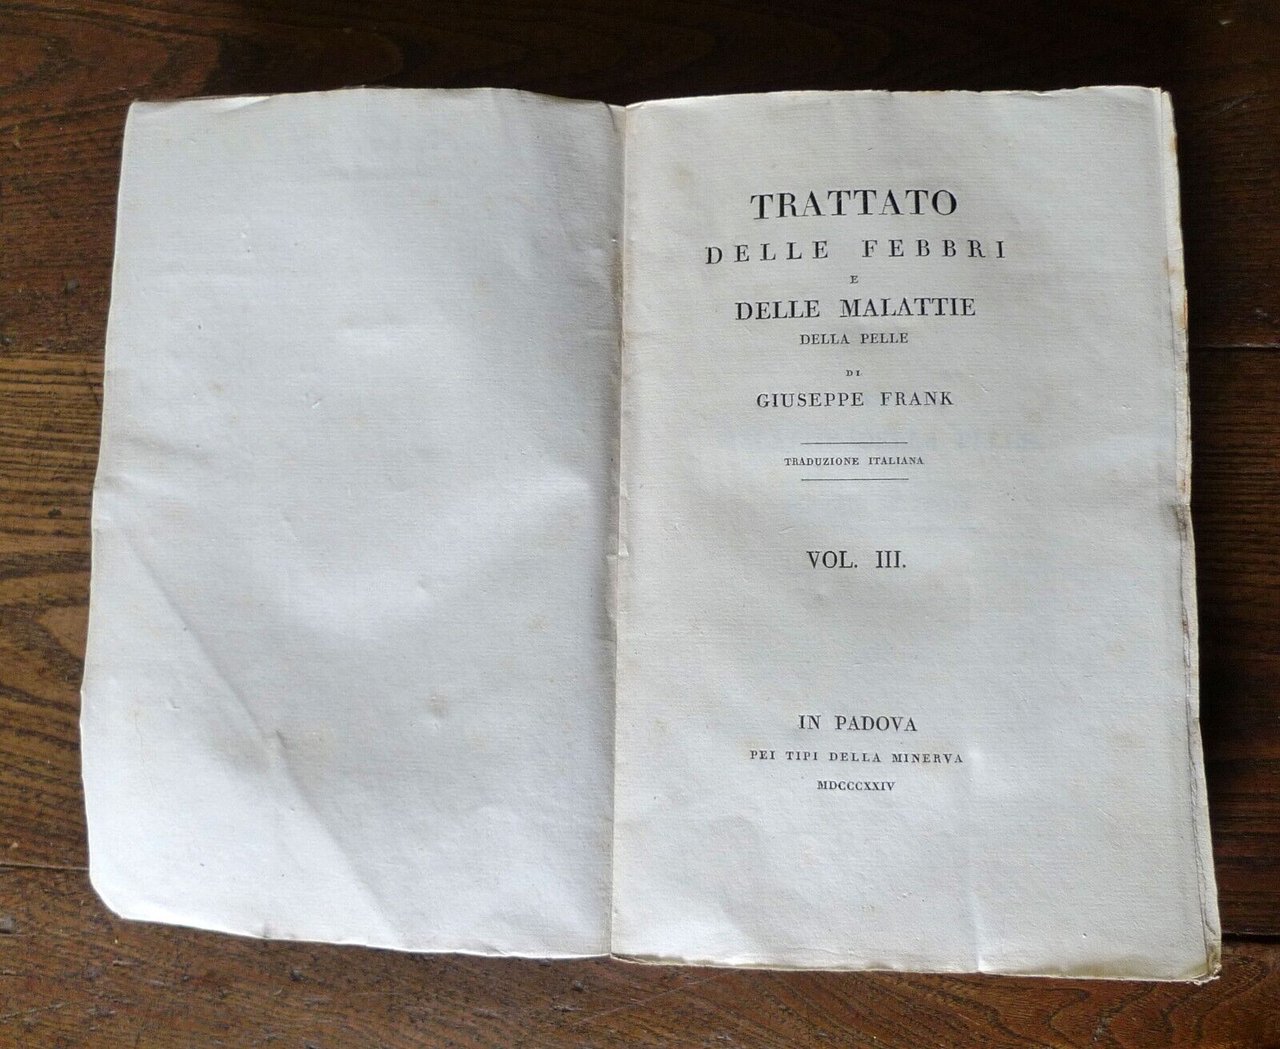 TRATTATO
DELLE FEBBRI
E
DELLE MALATTIE
DELLA PELLE
DI
GIUSEPPE FRANK
TRADUZIONE ITALIANA
VOL. III.
IN PADOVA
PEI TIPI DELLA MINERVA
MDCCCXXIV